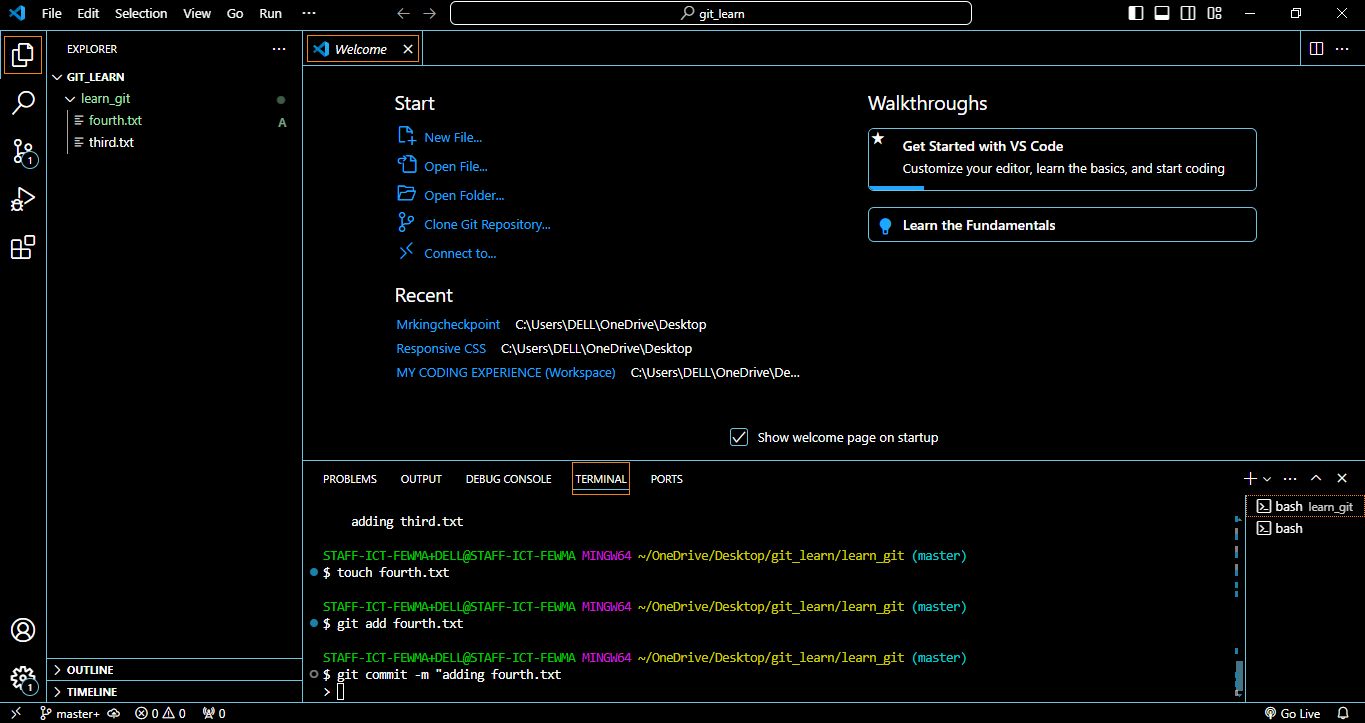 File Edit Selection View Go Run ··· git_learn
EXPLORER ···
GIT_LEARN
learn_git
fourth.txt A
third.txt
1
OUTLINE
1
TIMELINE
Welcome
Start
New File...
Open File...
Open Folder...
Clone Git Repository...
Connect to...
Recent
Mrkingcheckpoint C:\Users\DELL\OneDrive\Desktop
Responsive CSS C:\Users\DELL\OneDrive\Desktop
MY CODING EXPERIENCE (Workspace) C:\Users\DELL\OneDrive\De...
Walkthroughs
Get Started with VS Code
Customize your editor, learn the basics, and start coding
Learn the Fundamentals
Show welcome page on startup
PROBLEMS OUTPUT DEBUG CONSOLE TERMINAL PORTS
adding third.txt
STAFF-ICT-FEWMA+DELL@STAFF-ICT-FEWMA MINGW64 ~/OneDrive/Desktop/git_learn/learn_git (master)
$ touch fourth.txt
STAFF-ICT-FEWMA+DELL@STAFF-ICT-FEWMA MINGW64 ~/OneDrive/Desktop/git_learn/learn_git (master)
$ git add fourth.txt
STAFF-ICT-FEWMA+DELL@STAFF-ICT-FEWMA MINGW64 ~/OneDrive/Desktop/git_learn/learn_git (master)
$ git commit -m "adding fourth.txt
>
bash learn_git
bash
master+ 0 0 0 Go Live